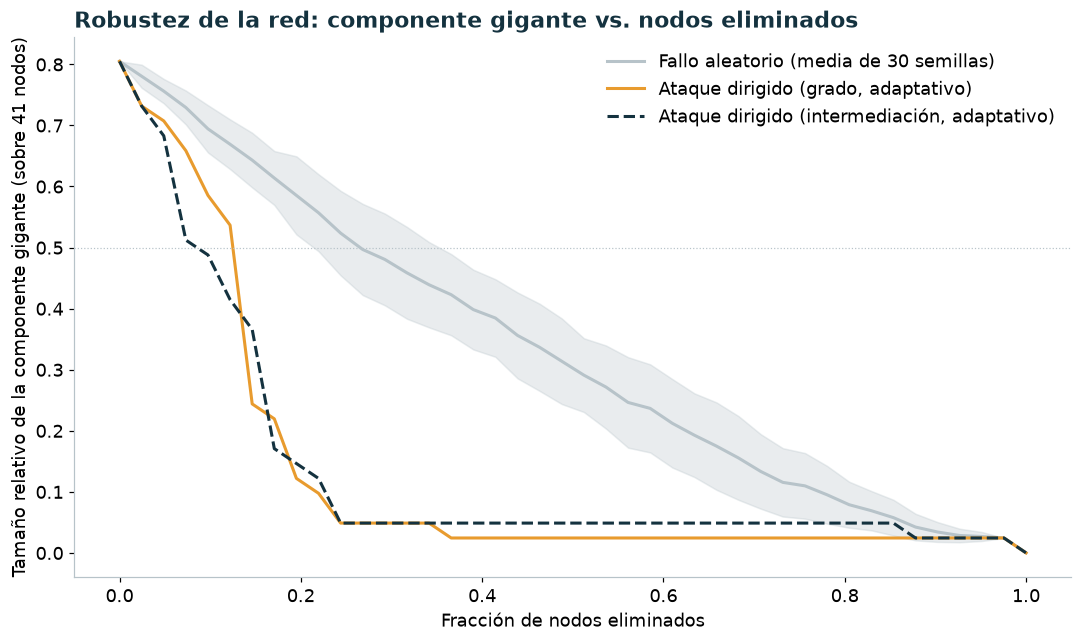 Robustez de la red: componente gigante vs. nodos eliminados
Tamaño relativo de la componente gigante (sobre 41 nodos)
0.8
0.7
0.6
0.5
0.4
0.3
0.2
0.1
0.0
Fallo aleatorio (media de 30 semillas)
Ataque dirigido (grado, adaptativo)
Ataque dirigido (intermediación, adaptativo)
0.0 0.2 0.4 0.6 0.8 1.0
Fracción de nodos eliminados